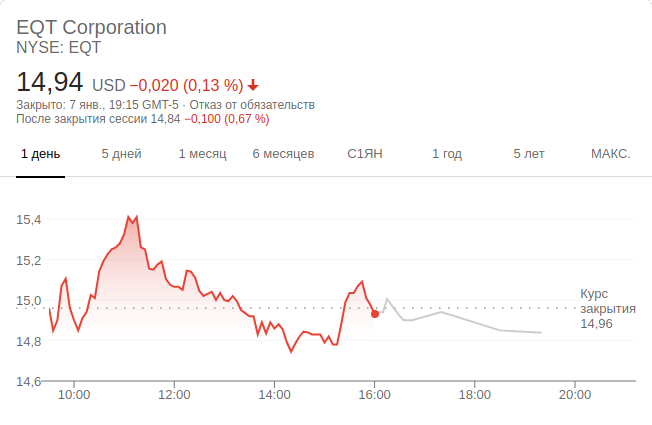 EQT Corporation
NYSE: EQT
14,94 USD −0,020 (0,13 %)
Закрыто: 7 янв., 19:15 GMT-5 · Отказ от обязательств
После закрытия сессии 14,84 −0,100 (0,67 %)
1 день 5 дней 1 месяц 6 месяцев С1ЯН 1 год 5 лет МАКС.
15,4
15,2
15,0
14,8
14,6
Курс
закрытия
14,96
10:00 12:00 14:00 16:00 18:00 20:00